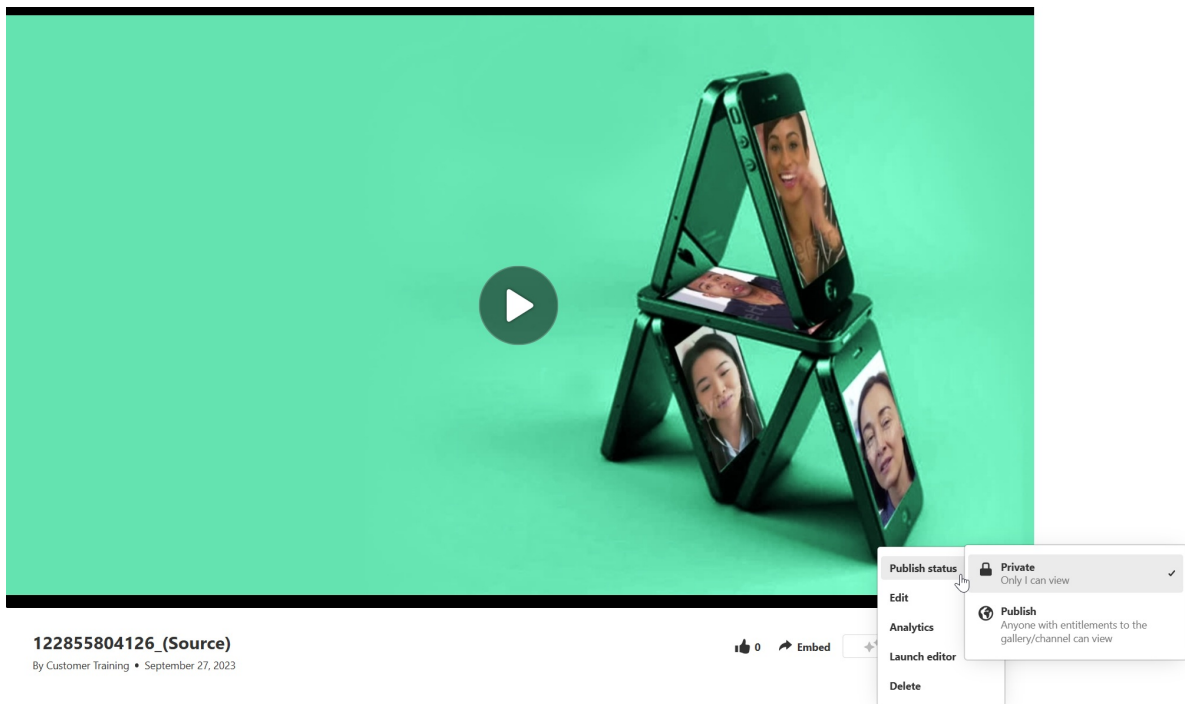 Publish status
Private
Only I can view
Edit
Publish
Anyone with entitlements to the
gallery/channel can view
Analytics
Launch editor
Delete
122855804126_(Source)
By Customer Training • September 27, 2023
0
Embed